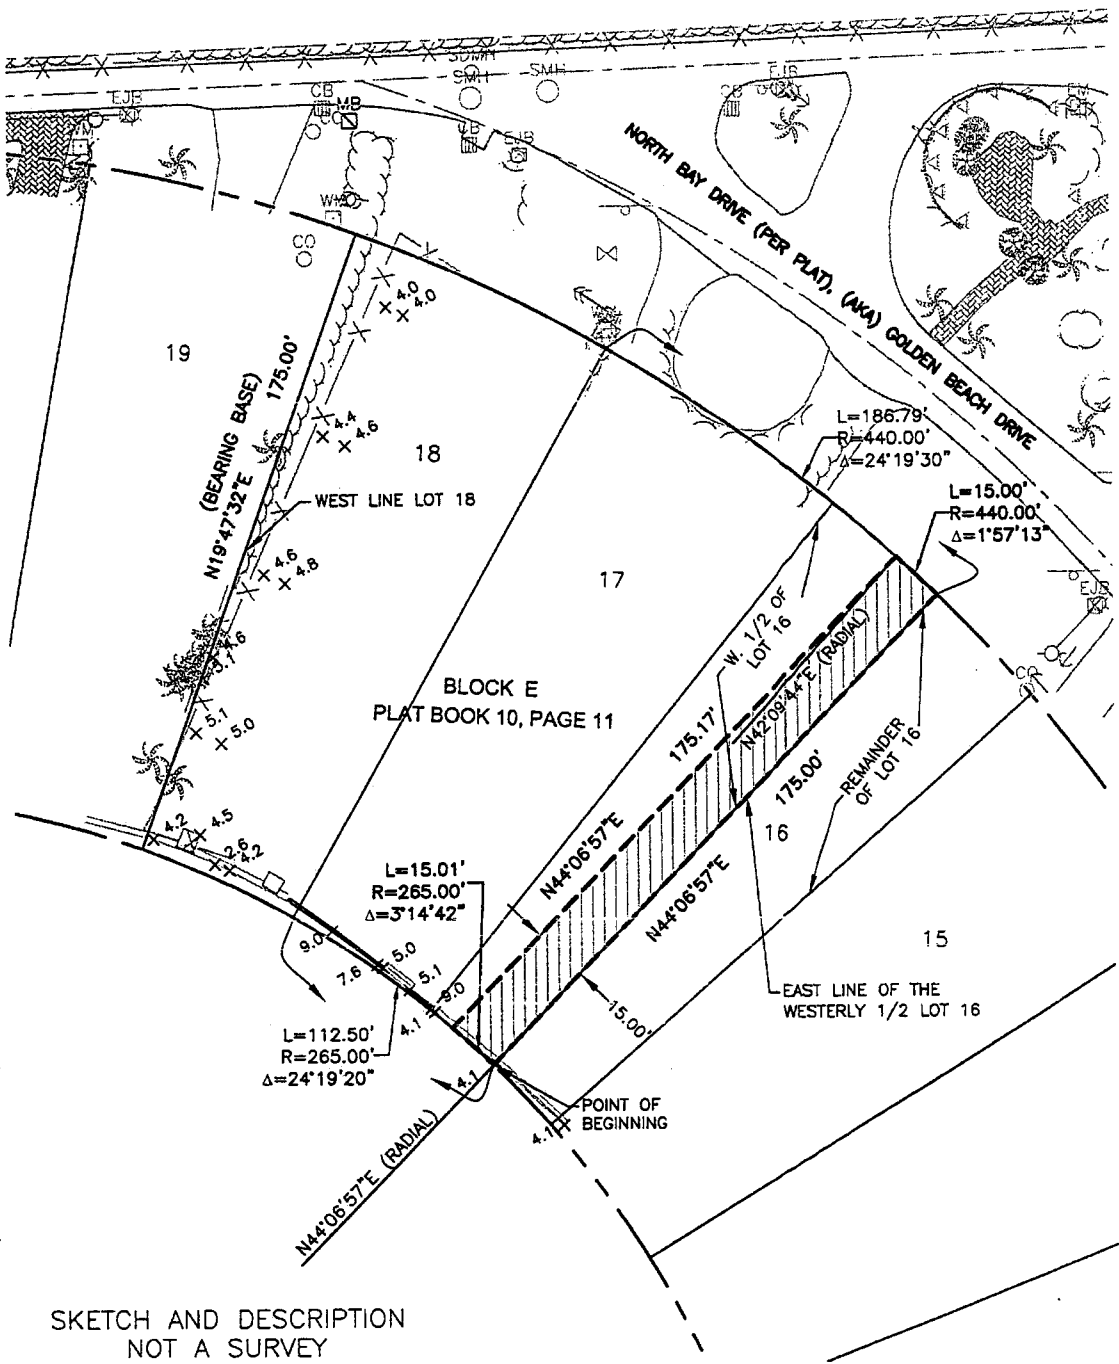 SDMH
SMH
SMH
EJB
CB
MB
EJB
CB
EM
WM
CB
EJB
WM
CO
NORTH BAY DRIVE (PER PLAT), (AKA) GOLDEN BEACH DRIVE
4.0
4.0
19
(BEARING BASE)
N19°47'32"E 175.00'
4.4
4.6
18
L=186.79'
R=440.00'
Δ=24°19'30"
WEST LINE LOT 18
L=15.00'
R=440.00'
Δ=1°57'13"
4.6
4.8
17
EJB
W. 1/2 OF
LOT 16
4.6
5.1
CO
BLOCK E
PLAT BOOK 10, PAGE 11
5.1
5.0
175.17'
N42°09'44"E (RADIAL)
REMAINDER
OF LOT 16
175.00'
16
4.2
4.5
2.6
4.2
L=15.01'
R=265.00'
Δ=3°14'42"
N44°06'57"E
N44°06'57"E
15
9.0
7.6
5.0
5.1
9.0
4.1
EAST LINE OF THE
WESTERLY 1/2 LOT 16
15.00'
L=112.50'
R=265.00'
Δ=24°19'20"
4.1
POINT OF
BEGINNING
4.1
N44°06'57"E (RADIAL)
SKETCH AND DESCRIPTION
NOT A SURVEY